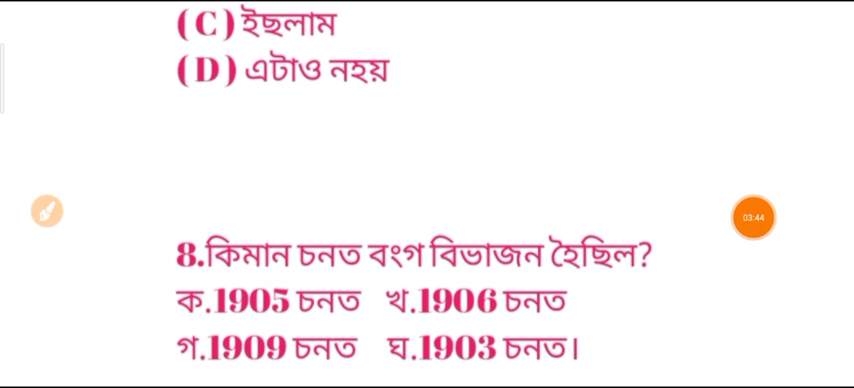 (C)ইছলাম
(D) এটাও নহয়
03:44
8.কিমান চনত বংগ বিভাজন হৈছিল?
ক.1905 চনত খ.1906 চনত
গ.1909 চনত ঘ.1903 চনত।